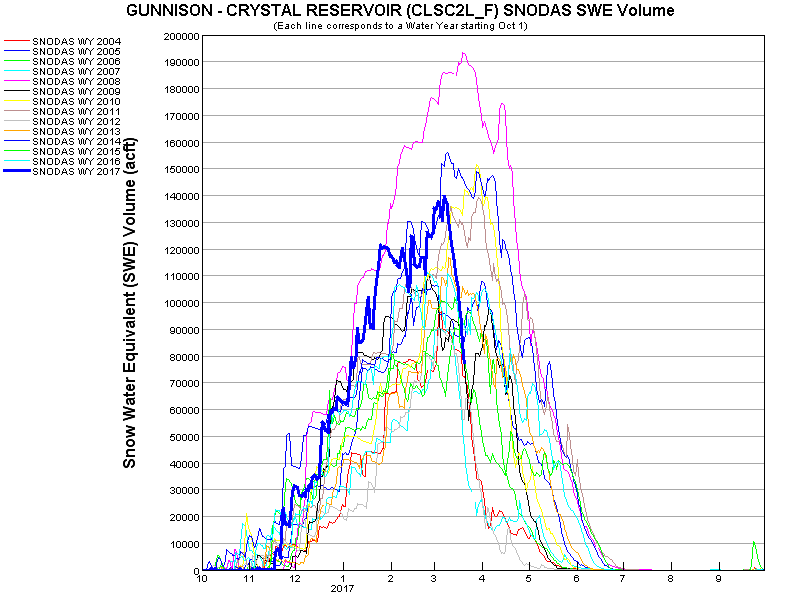 GUNNISON - CRYSTAL RESERVOIR (CLSC2L_F) SNODAS SWE Volume
(Each line corresponds to a Water Year starting Oct 1)
SNODAS WY 2004
SNODAS WY 2005
SNODAS WY 2006
SNODAS WY 2007
SNODAS WY 2008
SNODAS WY 2009
SNODAS WY 2010
SNODAS WY 2011
SNODAS WY 2012
SNODAS WY 2013
SNODAS WY 2014
SNODAS WY 2015
SNODAS WY 2016
SNODAS WY 2017
Snow Water Equivalent (SWE) Volume (acft)
200000
190000
180000
170000
160000
150000
140000
130000
120000
110000
100000
90000
80000
70000
60000
50000
40000
30000
20000
10000
0
10 11 12 1 2 3 4 5 6 7 8 9
2017